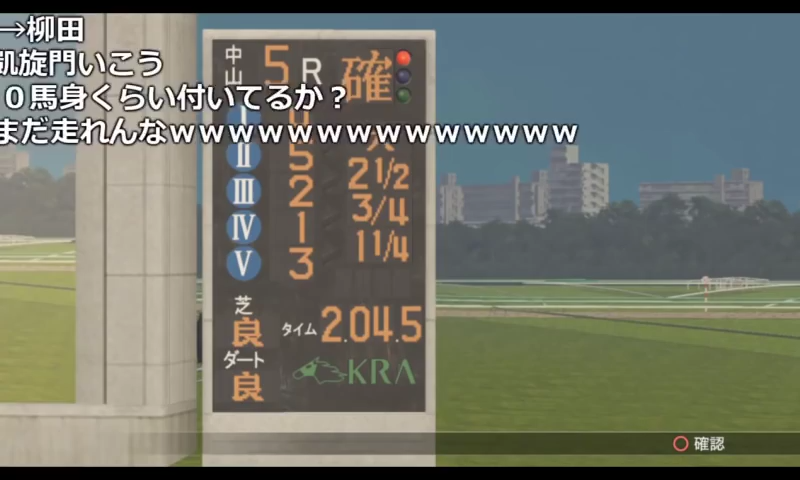 →柳田
凱旋門いこう
０馬身くらい付いてるか？
まだ走れんなｗｗｗｗｗｗｗｗｗｗｗｗｗｗ
中山 5 R 確
I
II 5
III 2 2 1/2
IV 1 3/4
V 3 1 1/4
芝 良 タイム 2.04.5
ダート 良 KRA
○ 確認